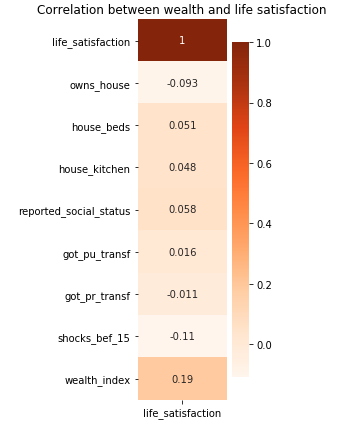 Correlation between wealth and life satisfaction
life_satisfaction
1
owns_house
-0.093
house_beds
0.051
house_kitchen
0.048
reported_social_status
0.058
got_pu_transf
0.016
got_pr_transf
-0.011
shocks_bef_15
-0.11
wealth_index
0.19
life_satisfaction
1.0
0.8
0.6
0.4
0.2
0.0